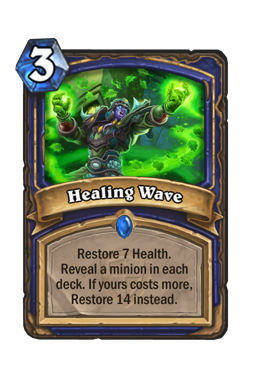 3
Healing Wave
Restore 7 Health.
Reveal a minion in each
deck. If yours costs more,
Restore 14 instead.